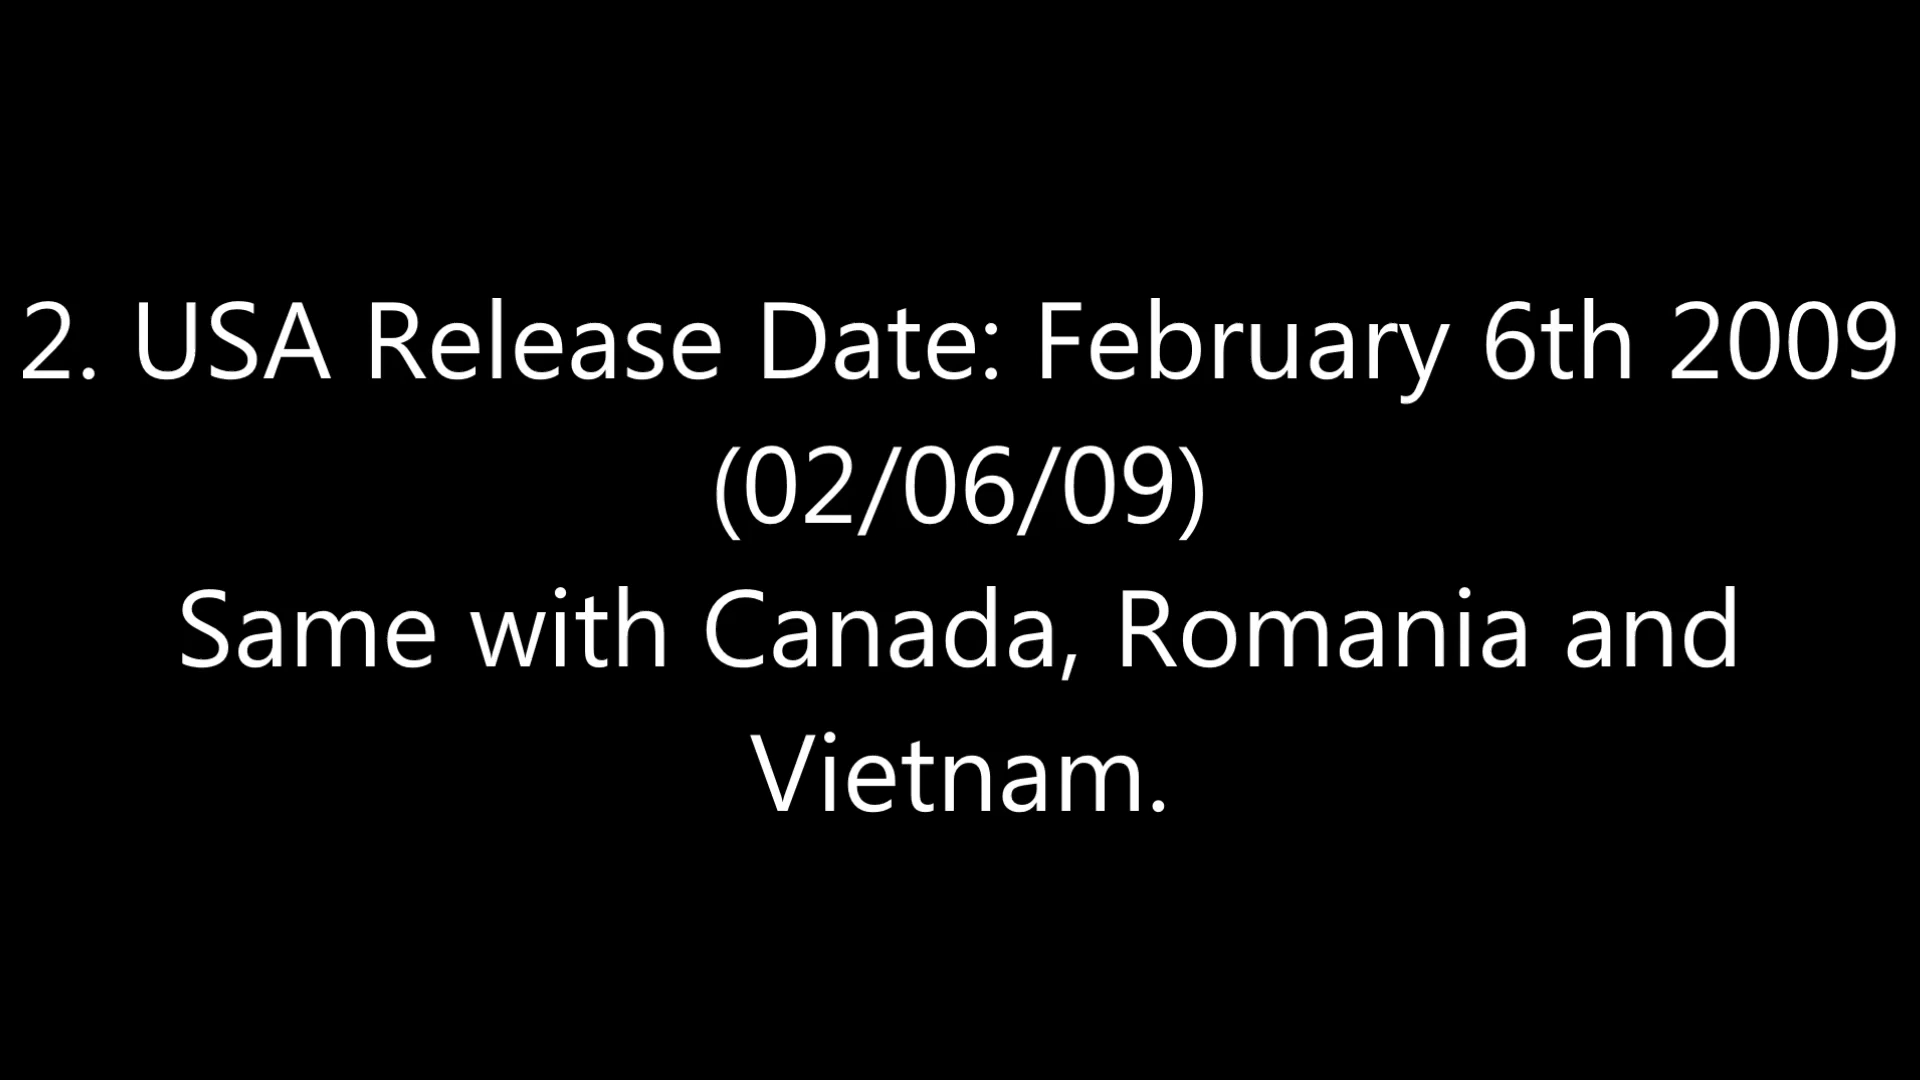 2. USA Release Date: February 6th 2009
(02/06/09)
Same with Canada, Romania and
Vietnam.